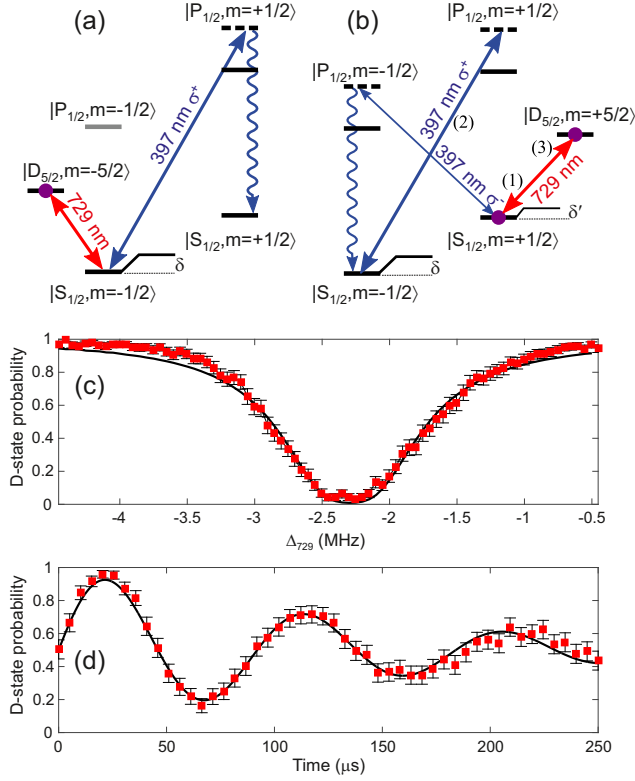 (a)
|P1/2,m=+1/2⟩
(b)
|P1/2,m=+1/2⟩
|P1/2,m=-1/2⟩
|P1/2,m=-1/2⟩
397 nm σ+
397 nm σ+
(2)
|D5/2,m=-5/2⟩
|D5/2,m=+5/2⟩
397 nm σ-
(3)
(1)
729 nm
729 nm
δ'
|S1/2,m=+1/2⟩
|S1/2,m=+1/2⟩
δ
δ
|S1/2,m=-1/2⟩
|S1/2,m=-1/2⟩
D-state probability
1
0.8
0.6
0.4
0.2
0
(c)
-4
-3.5
-3
-2.5
-2
-1.5
-1
-0.5
Δ729 (MHz)
D-state probability
1
0.8
0.6
0.4
0.2
0
(d)
0
50
100
150
200
250
Time (μs)